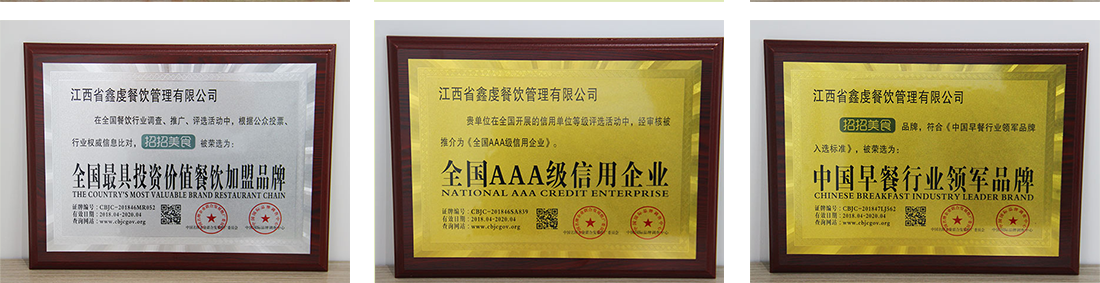 江西省鑫虔餐饮管理有限公司
在全国餐饮行业调查、推广、评选活动中,根据公众投票、
行业权威信息比对, 招招美食 被荣选为:
全国最具投资价值餐饮加盟品牌
THE COUNTRY'S MOST VALUABLE BRAND RESTAURANT CHAIN
证牌编号:CBJC-201846MR052
有效日期:2018.04-2020.04
查询网站:www.cbjcgov.org
江西省鑫虔餐饮管理有限公司
贵单位在全国开展的信用单位等级评选活动中,经审核被
推介为《全国AAA级信用企业》。
全国AAA级信用企业
NATIONAL AAA CREDIT ENTERPRISE
证牌编号:CBJC-201846SA839
有效日期:2018.04-2020.04
查询网站:www.cbjcgov.org
江西省鑫虔餐饮管理有限公司
招招美食 品牌,符合《中国早餐行业领军品牌
入选标准》,被荣选为:
中国早餐行业领军品牌
CHINESE BREAKFAST INDUSTRY LEADER BRAND
证牌编号:CBJC-201847LJ562
有效日期:2018.04-2020.04
查询网站:www.cbjcgov.org